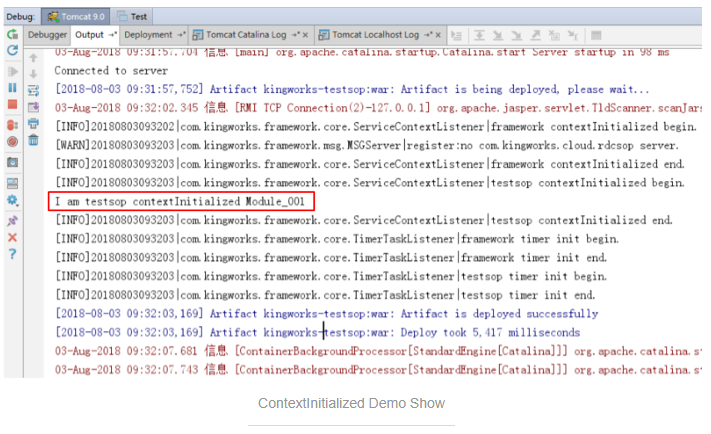 Debug: Tomcat 9.0 Test
Debugger Output Deployment Tomcat Catalina Log Tomcat Localhost Log
03-Aug-2018 09:31:57.704 信息 [main] org.apache.catalina.startup.Catalina.start Server startup in 98 ms
Connected to server
[2018-08-03 09:31:57,752] Artifact kingworks-testsop:war: Artifact is being deployed, please wait...
03-Aug-2018 09:32:02.345 信息 [RMI TCP Connection(2)-127.0.0.1] org.apache.jasper.servlet.TldScanner.scanJars
[INFO]20180803093202|com.kingworks.framework.core.ServiceContextListener|framework contextInitialized begin.
[WARN]20180803093203|com.kingworks.framework.msg.MSGServer|register:no com.kingworks.cloud.rdcsop server.
[INFO]20180803093203|com.kingworks.framework.core.ServiceContextListener|framework contextInitialized end.
[INFO]20180803093203|com.kingworks.framework.core.ServiceContextListener|testsop contextInitialized begin.
I am testsop contextInitialized Module_001
[INFO]20180803093203|com.kingworks.framework.core.ServiceContextListener|testsop contextInitialized end.
[INFO]20180803093203|com.kingworks.framework.core.TimerTaskListener|framework timer init begin.
[INFO]20180803093203|com.kingworks.framework.core.TimerTaskListener|framework timer init end.
[INFO]20180803093203|com.kingworks.framework.core.TimerTaskListener|testsop timer init begin.
[INFO]20180803093203|com.kingworks.framework.core.TimerTaskListener|testsop timer init end.
[2018-08-03 09:32:03,169] Artifact kingworks-testsop:war: Artifact is deployed successfully
[2018-08-03 09:32:03,169] Artifact kingworks-testsop:war: Deploy took 5,417 milliseconds
03-Aug-2018 09:32:07.681 信息 [ContainerBackgroundProcessor[StandardEngine[Catalina]]] org.apache.catalina.s
03-Aug-2018 09:32:07.743 信息 [ContainerBackgroundProcessor[StandardEngine[Catalina]]] org.apache.catalina.s
ContextInitialized Demo Show